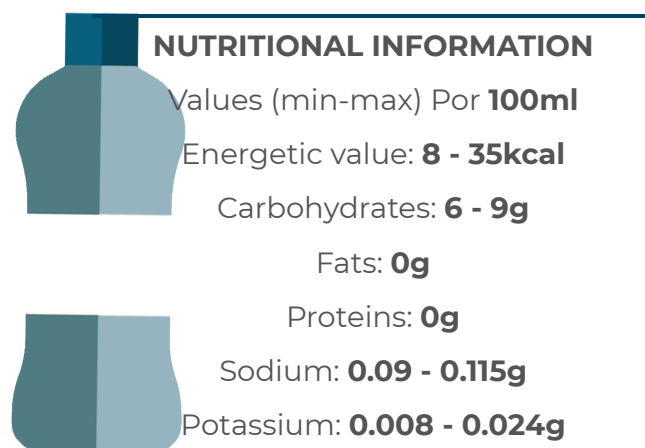 NUTRITIONAL INFORMATION
Values (min-max) Por 100ml
Energetic value: 8 - 35kcal
Carbohydrates: 6 - 9g
Fats: 0g
Proteins: 0g
Sodium: 0.09 - 0.115g
Potassium: 0.008 - 0.024g